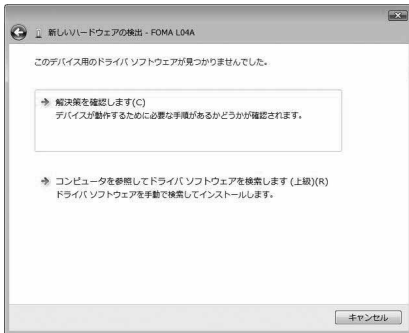 新しいハードウェアの検出 - FOMA L04A
このデバイス用のドライバ ソフトウェアが見つかりませんでした。
解決策を確認します(C)
デバイスが動作するために必要な手順があるかどうかが確認されます。
コンピュータを参照してドライバ ソフトウェアを検索します (上級)(R)
ドライバ ソフトウェアを手動で検索してインストールします。
キャンセル